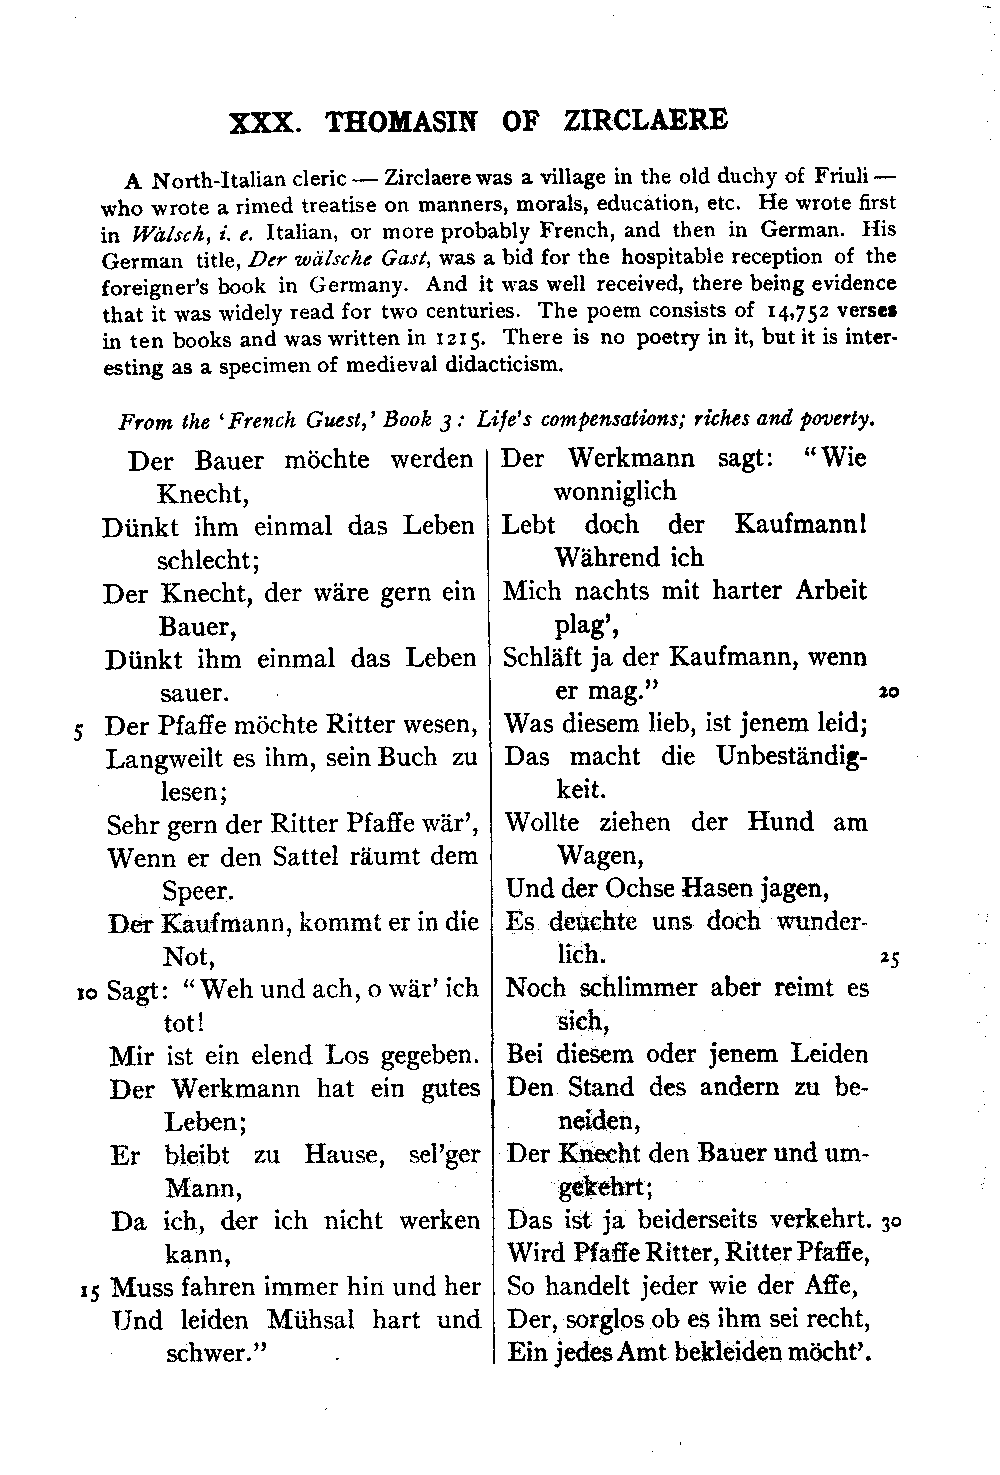 XXX. THOMASIN OF ZIRCLAERE
A North-Italian cleric — Zirclaere was a village in the old duchy of Friuli —
who wrote a rimed treatise on manners, morals, education, etc. He wrote first
in Wälsch, i. e. Italian, or more probably French, and then in German. His
German title, Der wälsche Gast, was a bid for the hospitable reception of the
foreigner's book in Germany. And it was well received, there being evidence
that it was widely read for two centuries. The poem consists of 14,752 verses
in ten books and was written in 1215. There is no poetry in it, but it is inter-
esting as a specimen of medieval didacticism.
From the ‘French Guest,’ Book 3: Life's compensations; riches and poverty.
Der Bauer möchte werden
Knecht,
Dünkt ihm einmal das Leben
schlecht;
Der Knecht, der wäre gern ein
Bauer,
Dünkt ihm einmal das Leben
sauer.
5 Der Pfaffe möchte Ritter wesen,
Langweilt es ihm, sein Buch zu
lesen;
Sehr gern der Ritter Pfaffe wär',
Wenn er den Sattel räumt dem
Speer.
Der Kaufmann, kommt er in die
Not,
10 Sagt: “Weh und ach, o wär' ich
tot!
Mir ist ein elend Los gegeben.
Der Werkmann hat ein gutes
Leben;
Er bleibt zu Hause, sel'ger
Mann,
Da ich, der ich nicht werken
kann,
15 Muss fahren immer hin und her
Und leiden Mühsal hart und
schwer.”
Der Werkmann sagt: “Wie
wonniglich
Lebt doch der Kaufmann!
Während ich
Mich nachts mit harter Arbeit
plag',
Schläft ja der Kaufmann, wenn
er mag.” 20
Was diesem lieb, ist jenem leid;
Das macht die Unbeständig-
keit.
Wollte ziehen der Hund am
Wagen,
Und der Ochse Hasen jagen,
Es deuchte uns doch wunder-
lich. 25
Noch schlimmer aber reimt es
sich,
Bei diesem oder jenem Leiden
Den Stand des andern zu be-
neiden,
Der Knecht den Bauer und um-
gekehrt;
Das ist ja beiderseits verkehrt. 30
Wird Pfaffe Ritter, Ritter Pfaffe,
So handelt jeder wie der Affe,
Der, sorglos ob es ihm sei recht,
Ein jedes Amt bekleiden möcht'.